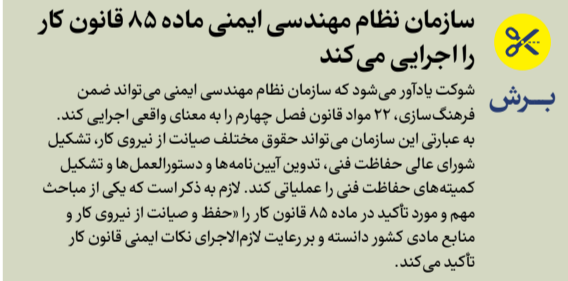 سازمان نظام مهندسی ایمنی ماده ۸۵ قانون کار
را اجرایی می‌کند
برش
شوکت یادآور می‌شود که سازمان نظام مهندسی ایمنی می‌تواند ضمن
فرهنگ‌سازی، ۲۲ مواد قانون فصل چهارم را به معنای واقعی اجرایی کند.
به عبارتی این سازمان می‌تواند حقوق مختلف صیانت از نیروی کار، تشکیل
شورای عالی حفاظت فنی، تدوین آیین‌نامه‌ها و دستورالعمل‌ها و تشکیل
کمیته‌های حفاظت فنی را عملیاتی کند. لازم به ذکر است که یکی از مباحث
مهم و مورد تأکید در ماده ۸۵ قانون کار را «حفظ و صیانت از نیروی کار و
منابع مادی کشور دانسته و بر رعایت لازم‌الاجرای نکات ایمنی قانون کار
تأکید می‌کند.